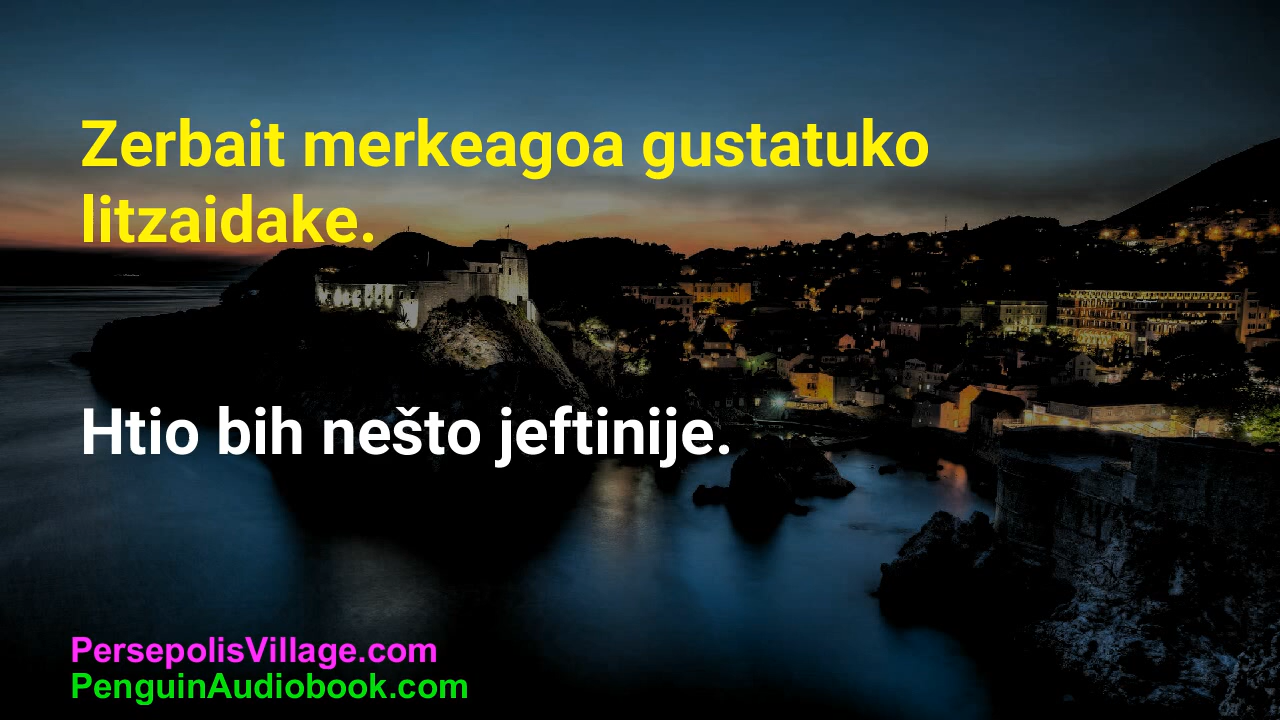 Zerbait merkeagoa gustatuko
litzaidake.
Htio bih nešto jeftinije.
PersepolisVillage.com
PenguinAudiobook.com